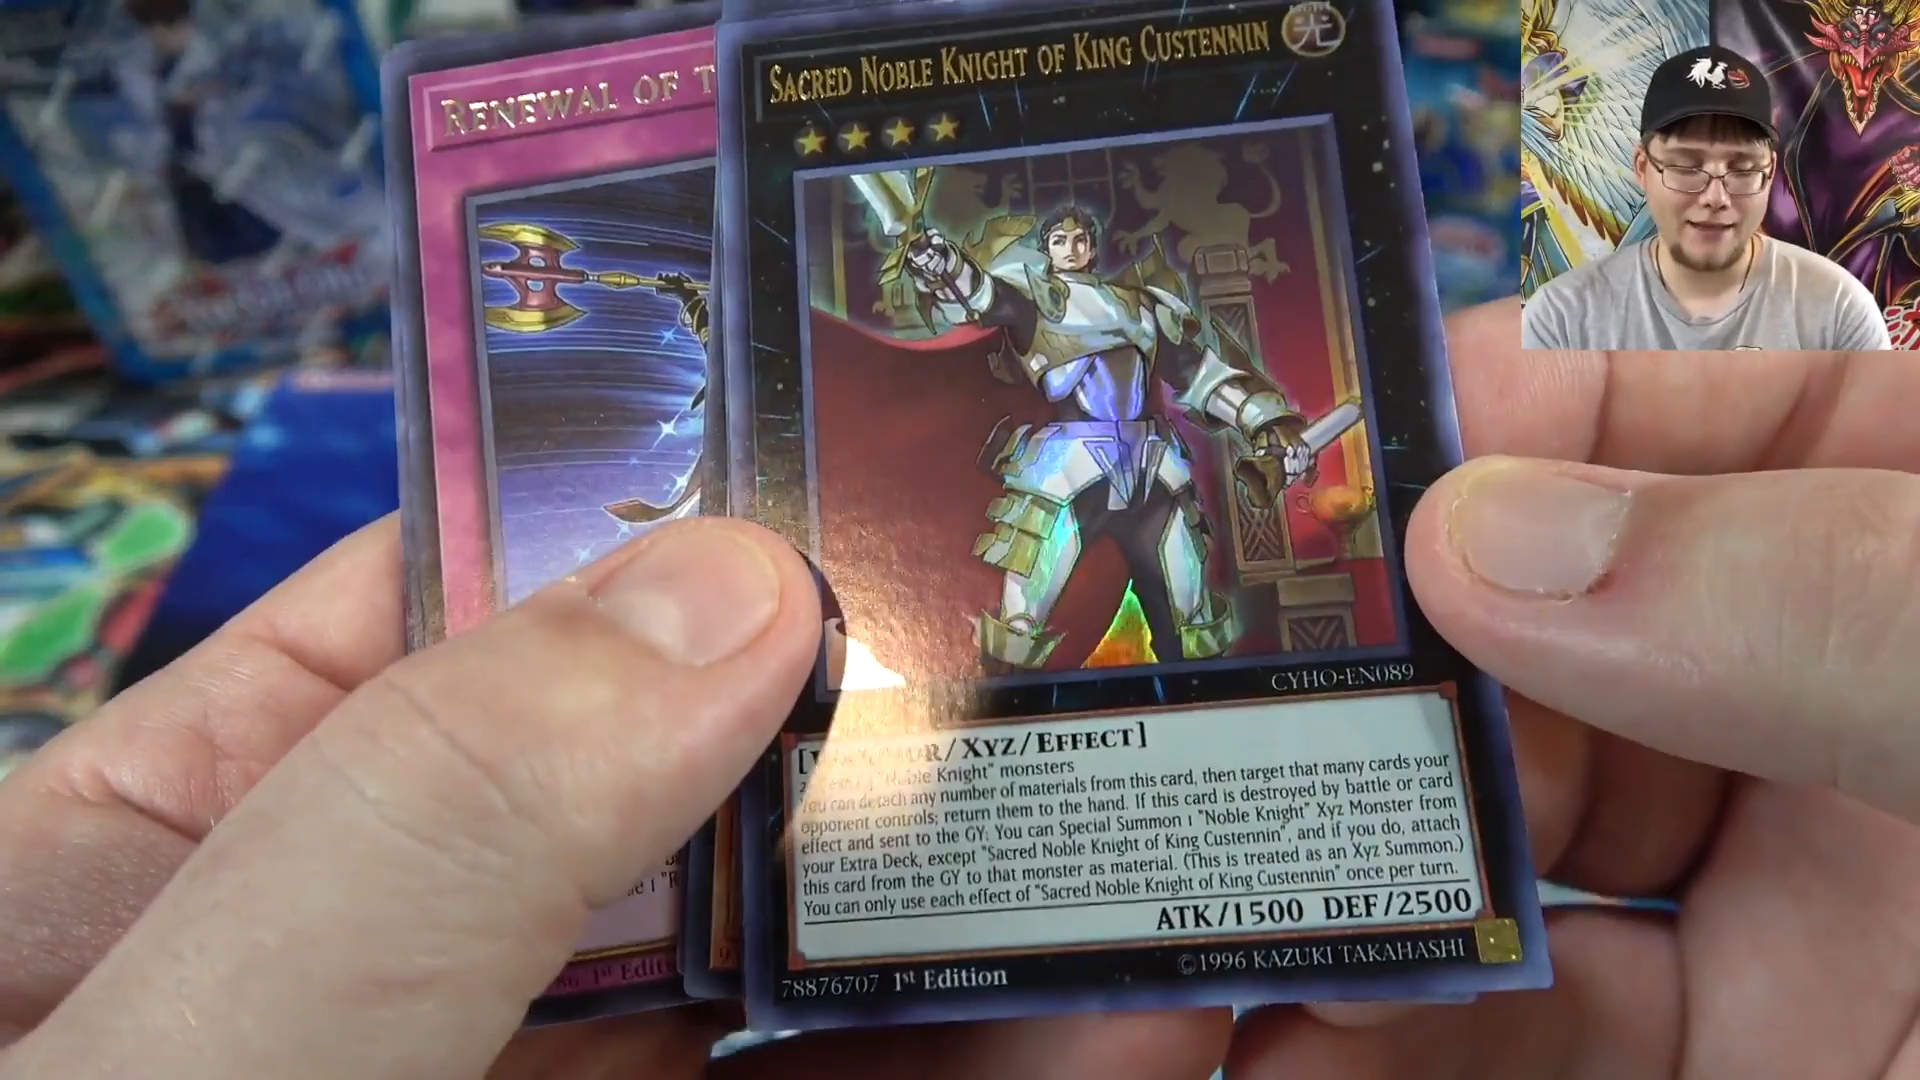 RENEWAL OF T
SACRED NOBLE KNIGHT OF KING CUSTENNIN
光
CYHO-EN089
/XYZ/EFFECT]
"Noble Knight" monsters
You can detach any number of materials from this card, then target that many cards your
opponent controls; return them to the hand. If this card is destroyed by battle or card
effect and sent to the GY: You can Special Summon 1 "Noble Knight" Xyz Monster from
your Extra Deck, except "Sacred Noble Knight of King Custennin", and if you do, attach
this card from the GY to that monster as material. (This is treated as an Xyz Summon.)
You can only use each effect of "Sacred Noble Knight of King Custennin" once per turn.
ATK/1500 DEF/2500
78876707 1st Edition
©1996 KAZUKI TAKAHASHI
1st Editi